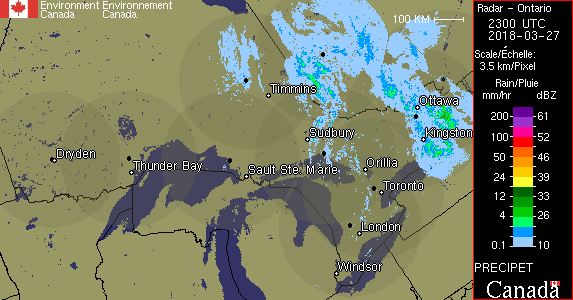 Environment Environnement
Canada Canada
100 KM
Timmins
Ottawa
Sudbury
Kingston
Dryden
Thunder Bay
Sault Ste. Marie
Orillia
Toronto
London
Windsor
Radar - Ontario
2300 UTC
2018-03-27
Scale/Échelle:
3.5 km/Pixel
Rain/Pluie
mm/hr dBZ
200 61
100 52
50 46
24 39
12 33
4 26
0.1 10
PRECIPET
Canada